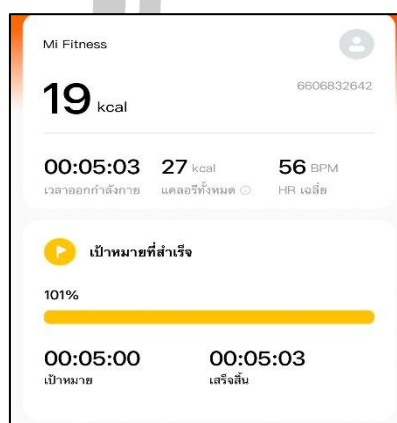 Mi Fitness
19 kcal
6606832642
00:05:03 27 kcal 56 BPM
เวลาออกกำลังกาย แคลอรีทั้งหมด HR เฉลี่ย
เป้าหมายที่สำเร็จ
101%
00:05:00 00:05:03
เป้าหมาย เสร็จสิ้น